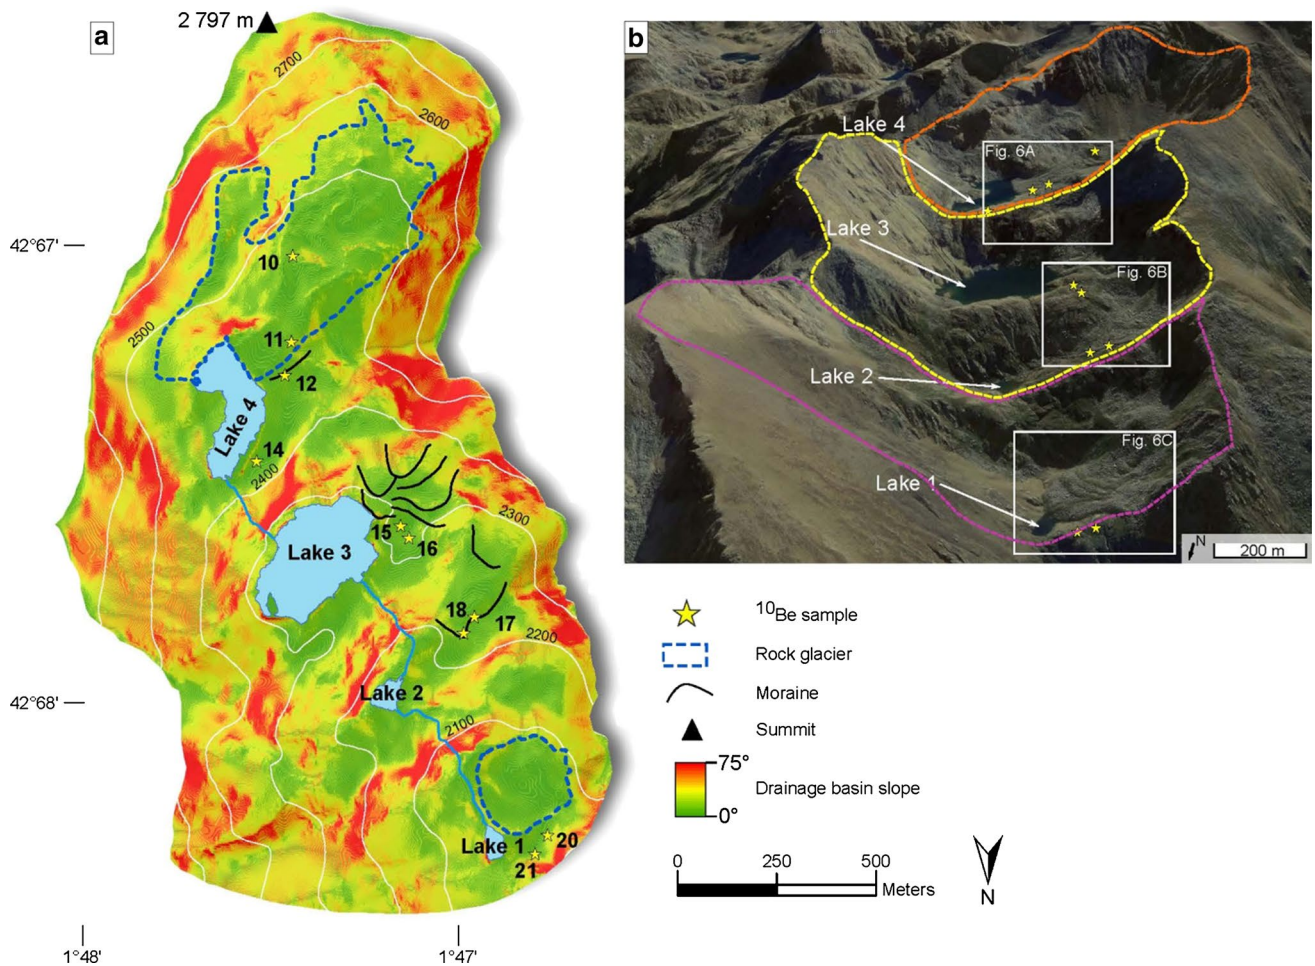 a
2 797 m
2700
2600
42°67'
10
2500
11
12
Lake 4
14
2400
2300
15
16
Lake 3
18
17
2200
42°68'
Lake 2
2100
Lake 1
20
21
1°48'
1°47'
b
Lake 4
Fig. 6A
Lake 3
Fig. 6B
Lake 2
Fig. 6C
Lake 1
N
200 m
10Be sample
Rock glacier
Moraine
Summit
75°
Drainage basin slope
0°
0 250 500
Meters
N